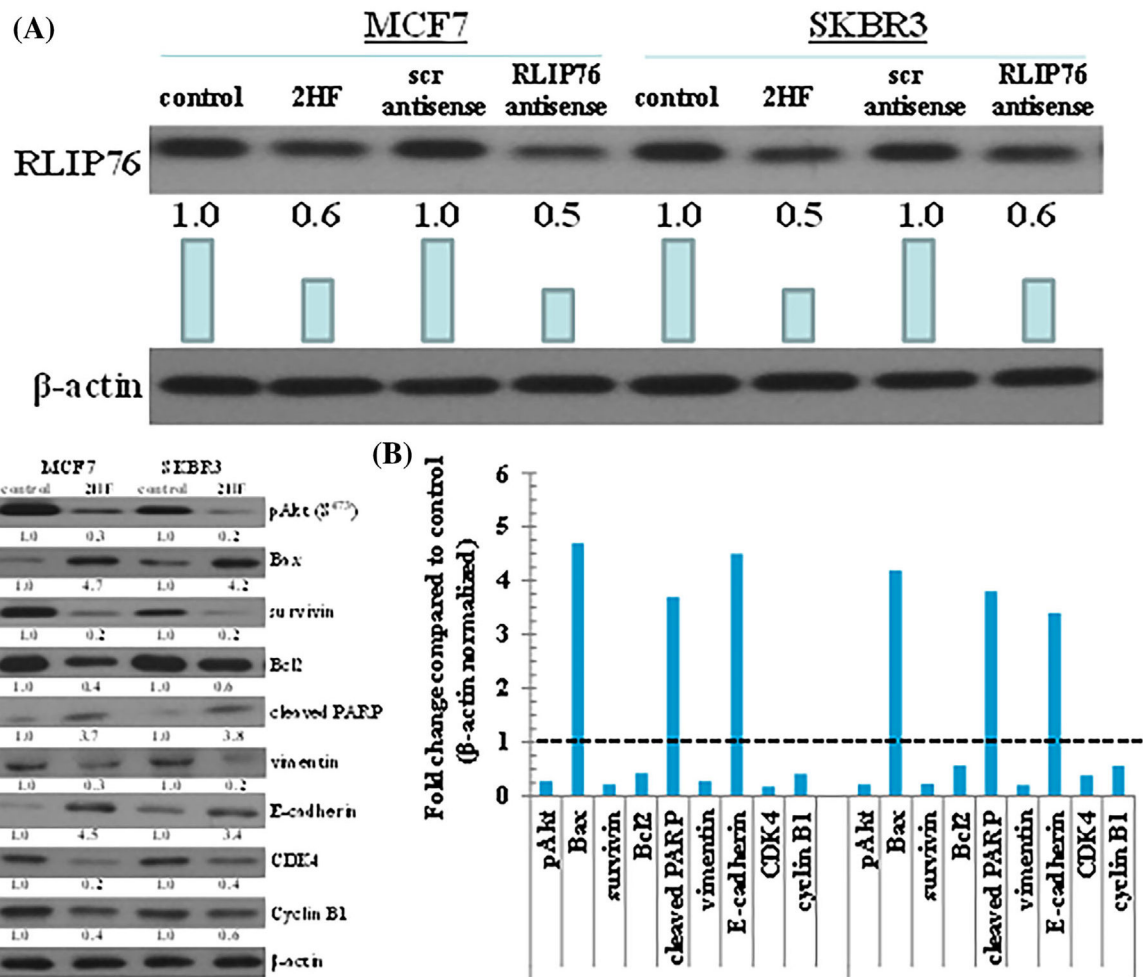 (A)
MCF7 SKBR3
control 2HF scr antisense RLIP76 antisense control 2HF scr antisense RLIP76 antisense
RLIP76
1.0 0.6 1.0 0.5 1.0 0.5 1.0 0.6
β-actin
MCF7 SKBR3
control 2HF control 2HF
pAkt (S473)
1.0 0.3 1.0 0.2
Bax
1.0 4.7 1.0 4.2
survivin
1.0 0.2 1.0 0.2
Bcl2
1.0 0.4 1.0 0.6
cleaved PARP
1.0 3.7 1.0 3.8
vimentin
1.0 0.3 1.0 0.2
E-cadherin
1.0 4.5 1.0 3.4
CDK4
1.0 0.2 1.0 0.4
Cyclin B1
1.0 0.4 1.0 0.6
β-actin
(B)
Fold change compared to control
(β-actin normalized)
6
5
4
3
2
1
0
pAkt
Bax
survivin
Bcl2
cleaved PARP
vimentin
E-cadherin
CDK4
cyclin B1
pAkt
Bax
survivin
Bcl2
cleaved PARP
vimentin
E-cadherin
CDK4
cyclin B1